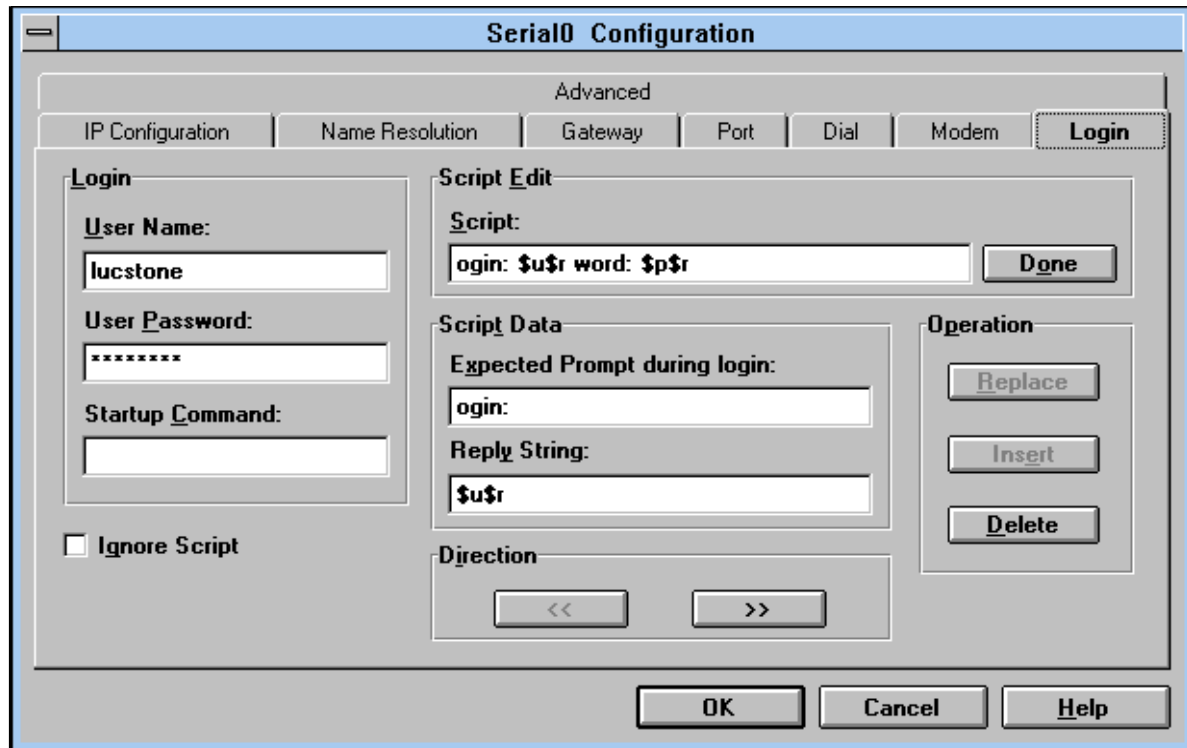 Serial0 Configuration
Advanced
IP Configuration Name Resolution Gateway Port Dial Modem Login
Login
User Name:
lucstone
User Password:
********
Startup Command:
Ignore Script
Script Edit
Script:
ogin: $u$r word: $p$r
Done
Script Data
Expected Prompt during login:
ogin:
Reply String:
$u$r
Operation
Replace
Insert
Delete
Direction
<< >>
OK Cancel Help